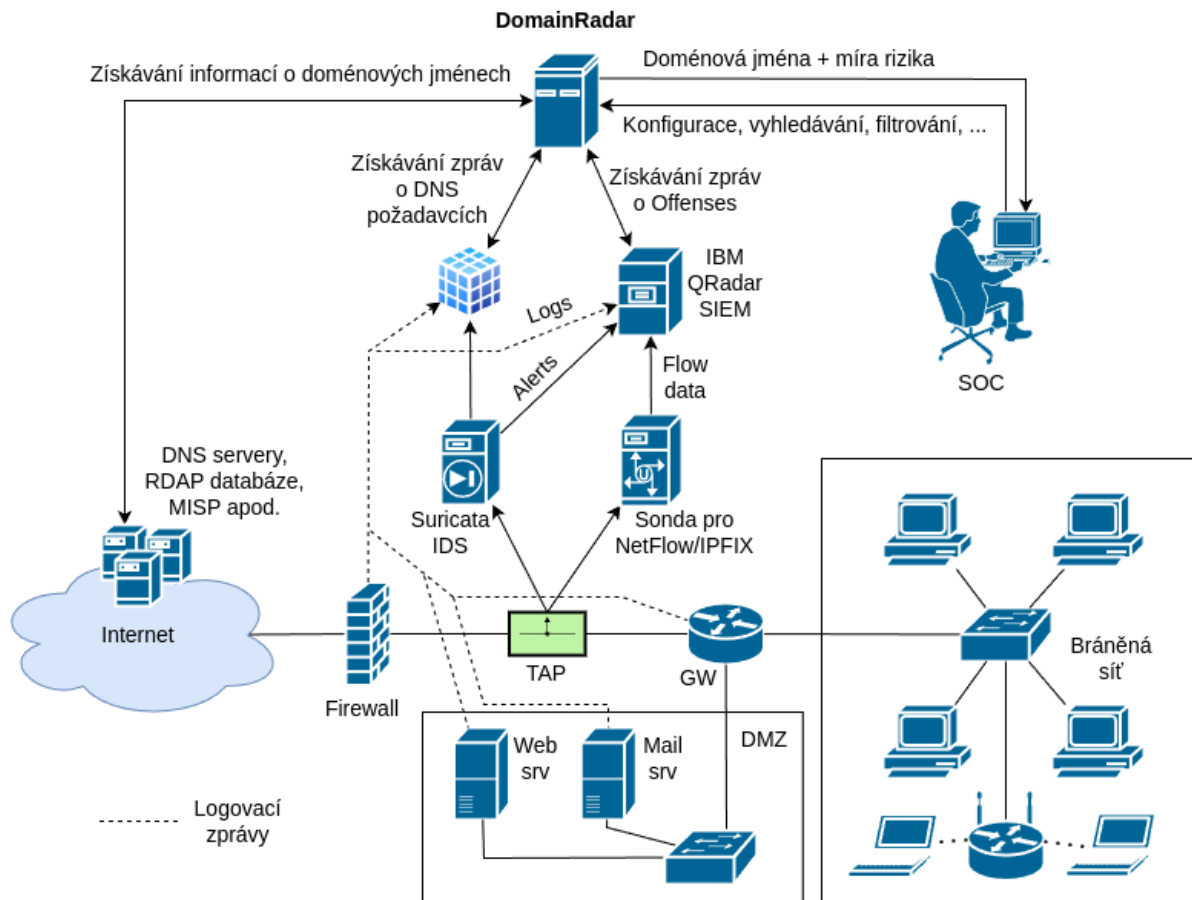 DomainRadar
Získávání informací o doménových jménech
Doménová jména + míra rizika
Konfigurace, vyhledávání, filtrování, ...
Získávání zpráv
o DNS
požadavcích
Získávání zpráv
o Offenses
IBM
QRadar
SIEM
Logs
Alerts
Flow
data
SOC
DNS servery,
RDAP databáze,
MISP apod.
Suricata
IDS
U
Sonda pro
NetFlow/IPFIX
Internet
Firewall
TAP
GW
Bráněná
síť
DMZ
Web
srv
Mail
srv
Logovací
zprávy